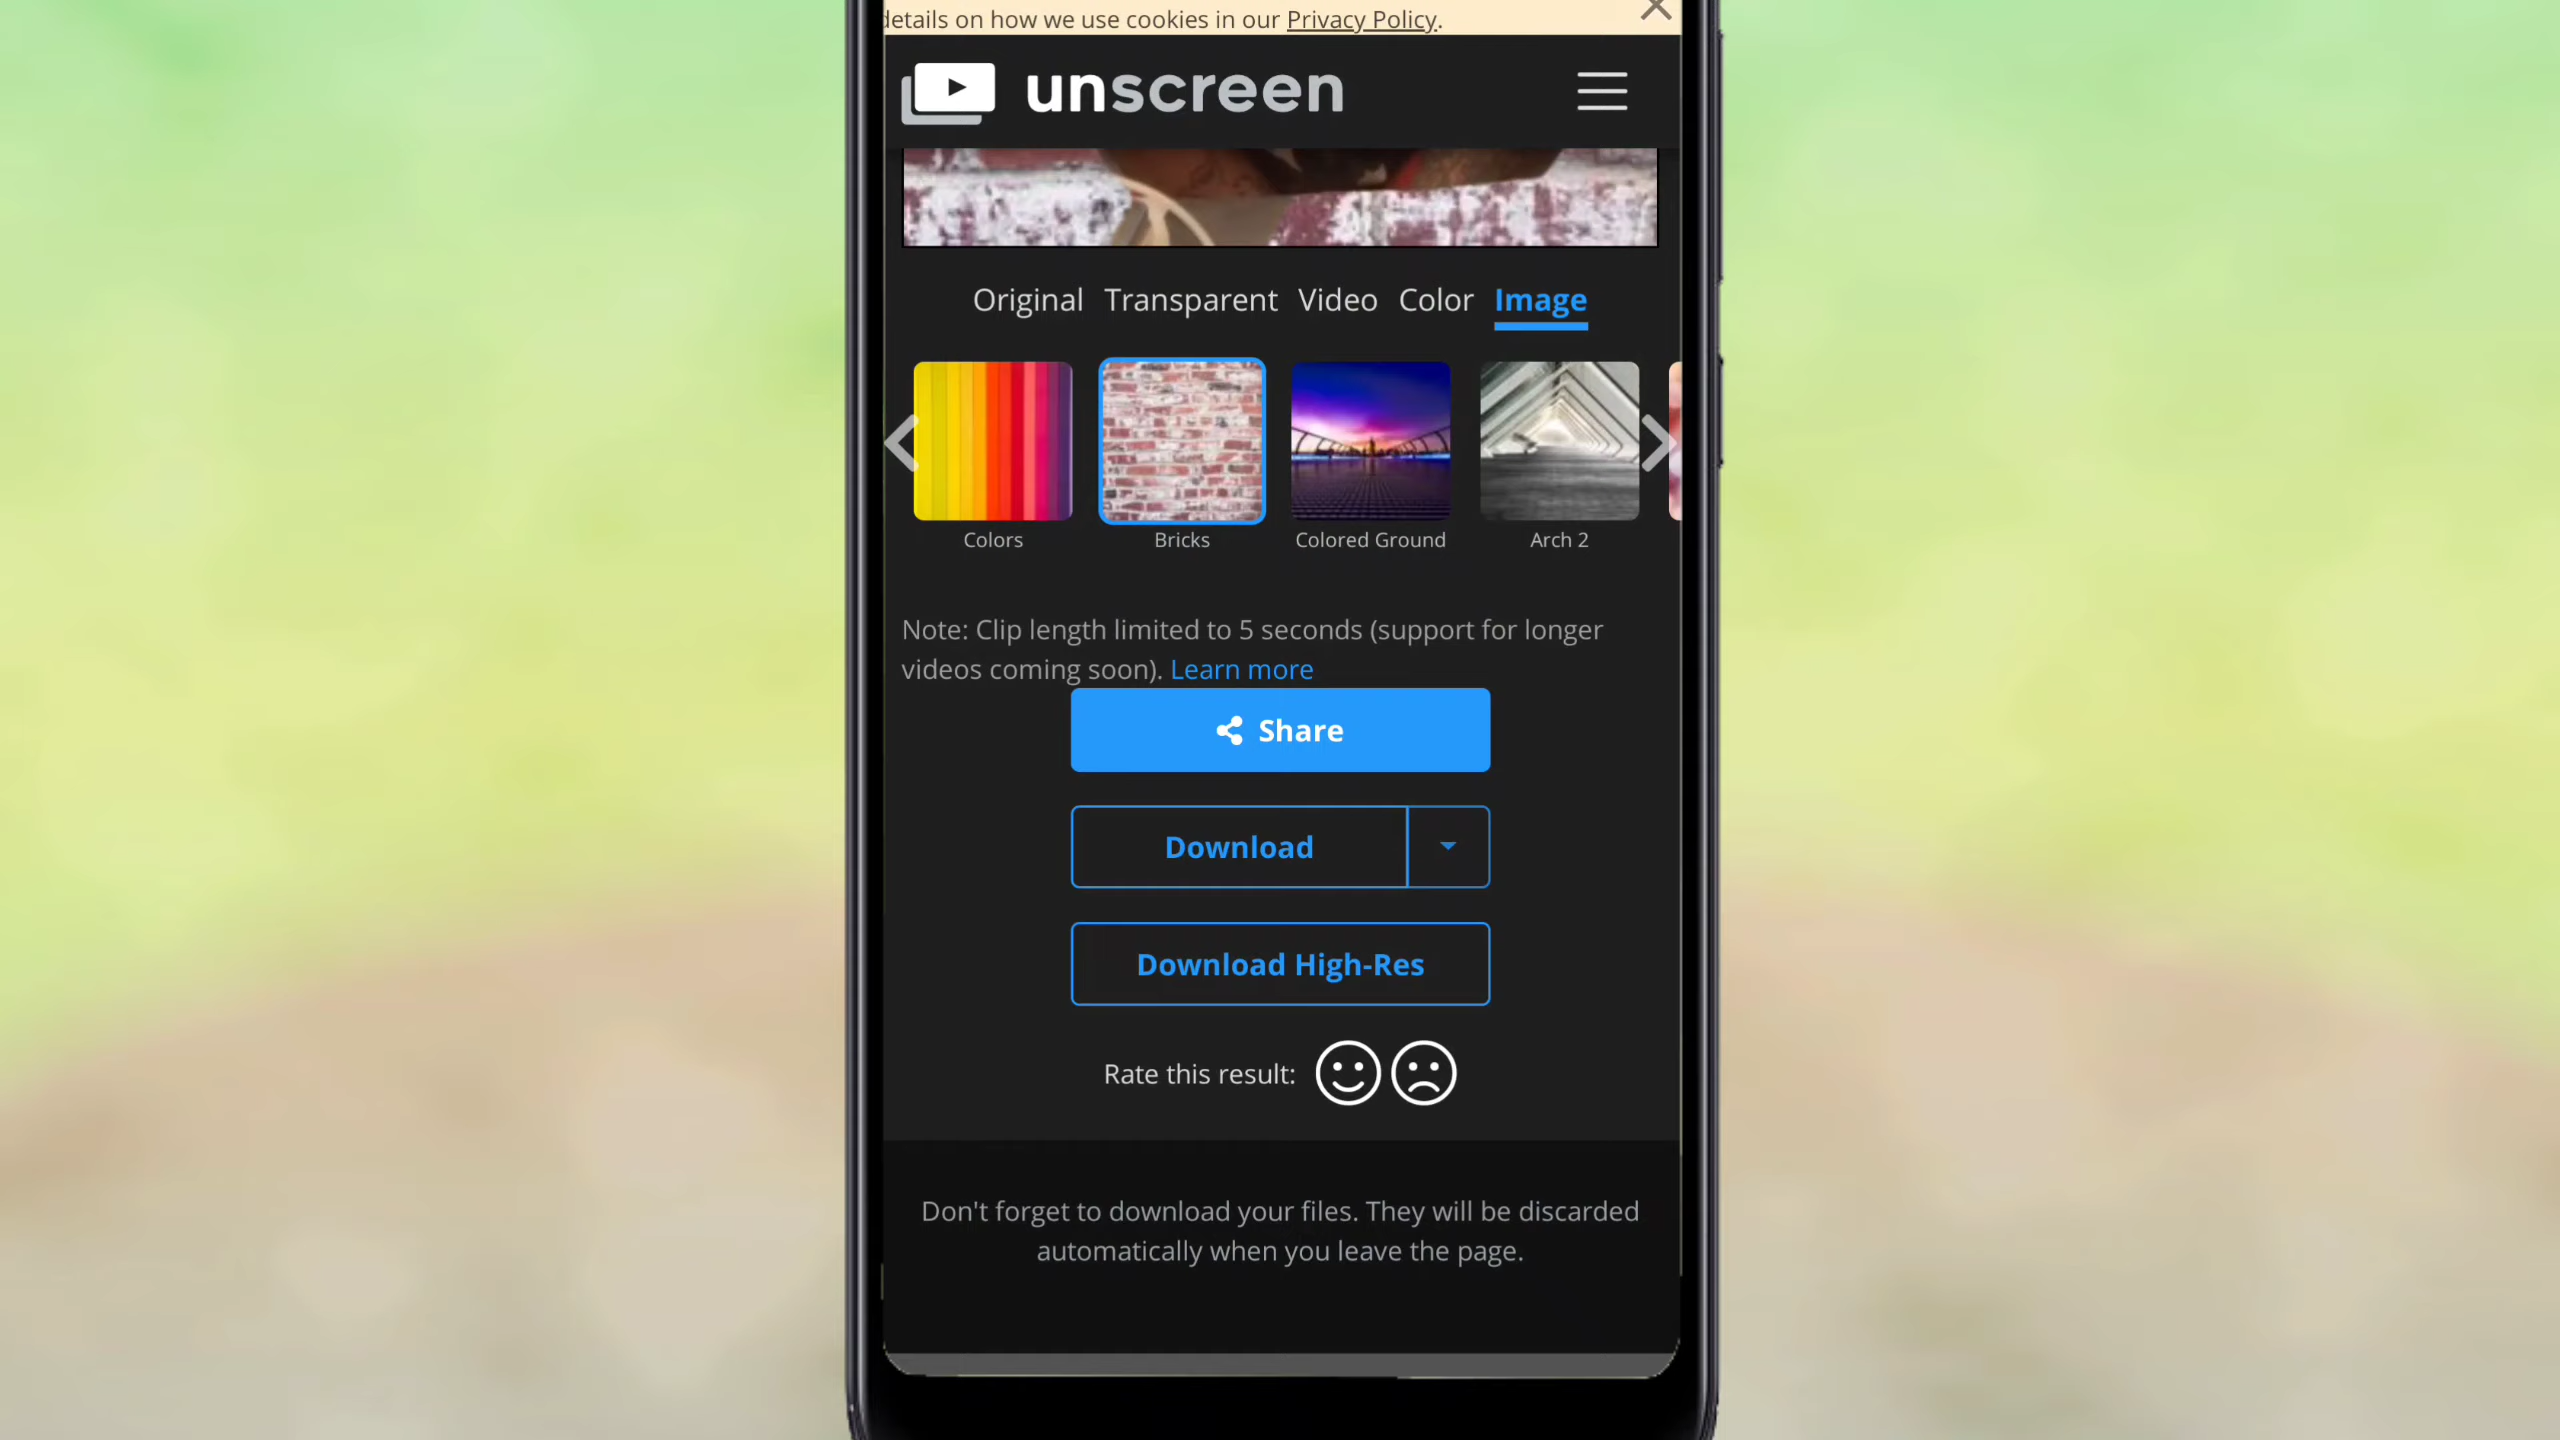 details on how we use cookies in our Privacy Policy.
unscreen
Original Transparent Video Color Image
Colors Bricks Colored Ground Arch 2
Note: Clip length limited to 5 seconds (support for longer
videos coming soon). Learn more
Share
Download
Download High-Res
Rate this result:
Don't forget to download your files. They will be discarded
automatically when you leave the page.